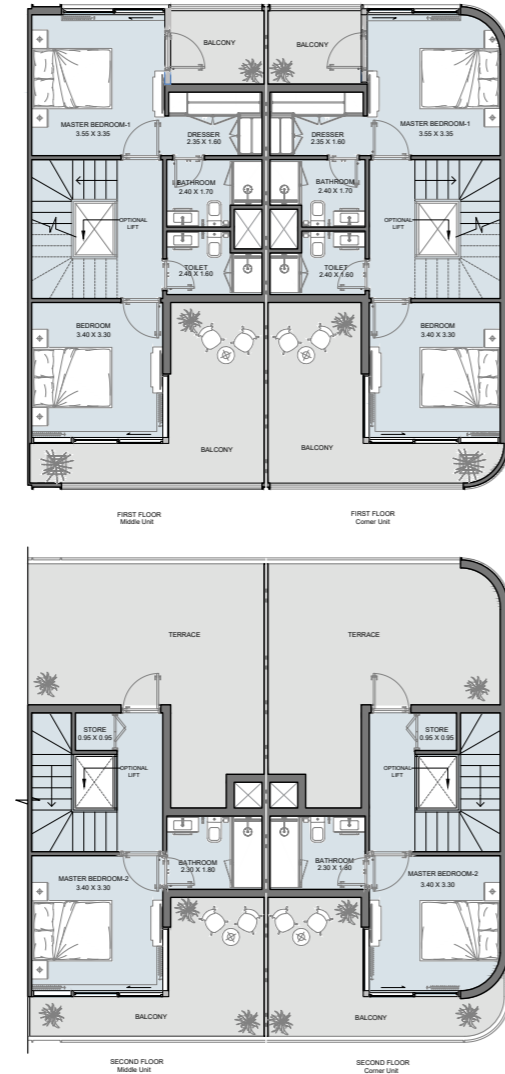 BALCONY
BALCONY
MASTER BEDROOM-1
3.55 X 3.35
DRESSER
2.35 X 1.60
DRESSER
2.35 X 1.60
MASTER BEDROOM-1
3.55 X 3.35
BATHROOM
2.40 X 1.70
BATHROOM
2.40 X 1.70
OPTIONAL
LIFT
OPTIONAL
LIFT
TOILET
2.40 X 1.60
TOILET
2.40 X 1.60
BEDROOM
3.40 X 3.30
BEDROOM
3.40 X 3.30
BALCONY
BALCONY
FIRST FLOOR
Middle Unit
FIRST FLOOR
Corner Unit
TERRACE
TERRACE
STORE
0.95 X 0.95
STORE
0.95 X 0.95
OPTIONAL
LIFT
OPTIONAL
LIFT
BATHROOM
2.30 X 1.80
BATHROOM
2.30 X 1.80
MASTER BEDROOM-2
3.40 X 3.30
MASTER BEDROOM-2
3.40 X 3.30
BALCONY
BALCONY
SECOND FLOOR
Middle Unit
SECOND FLOOR
Corner Unit